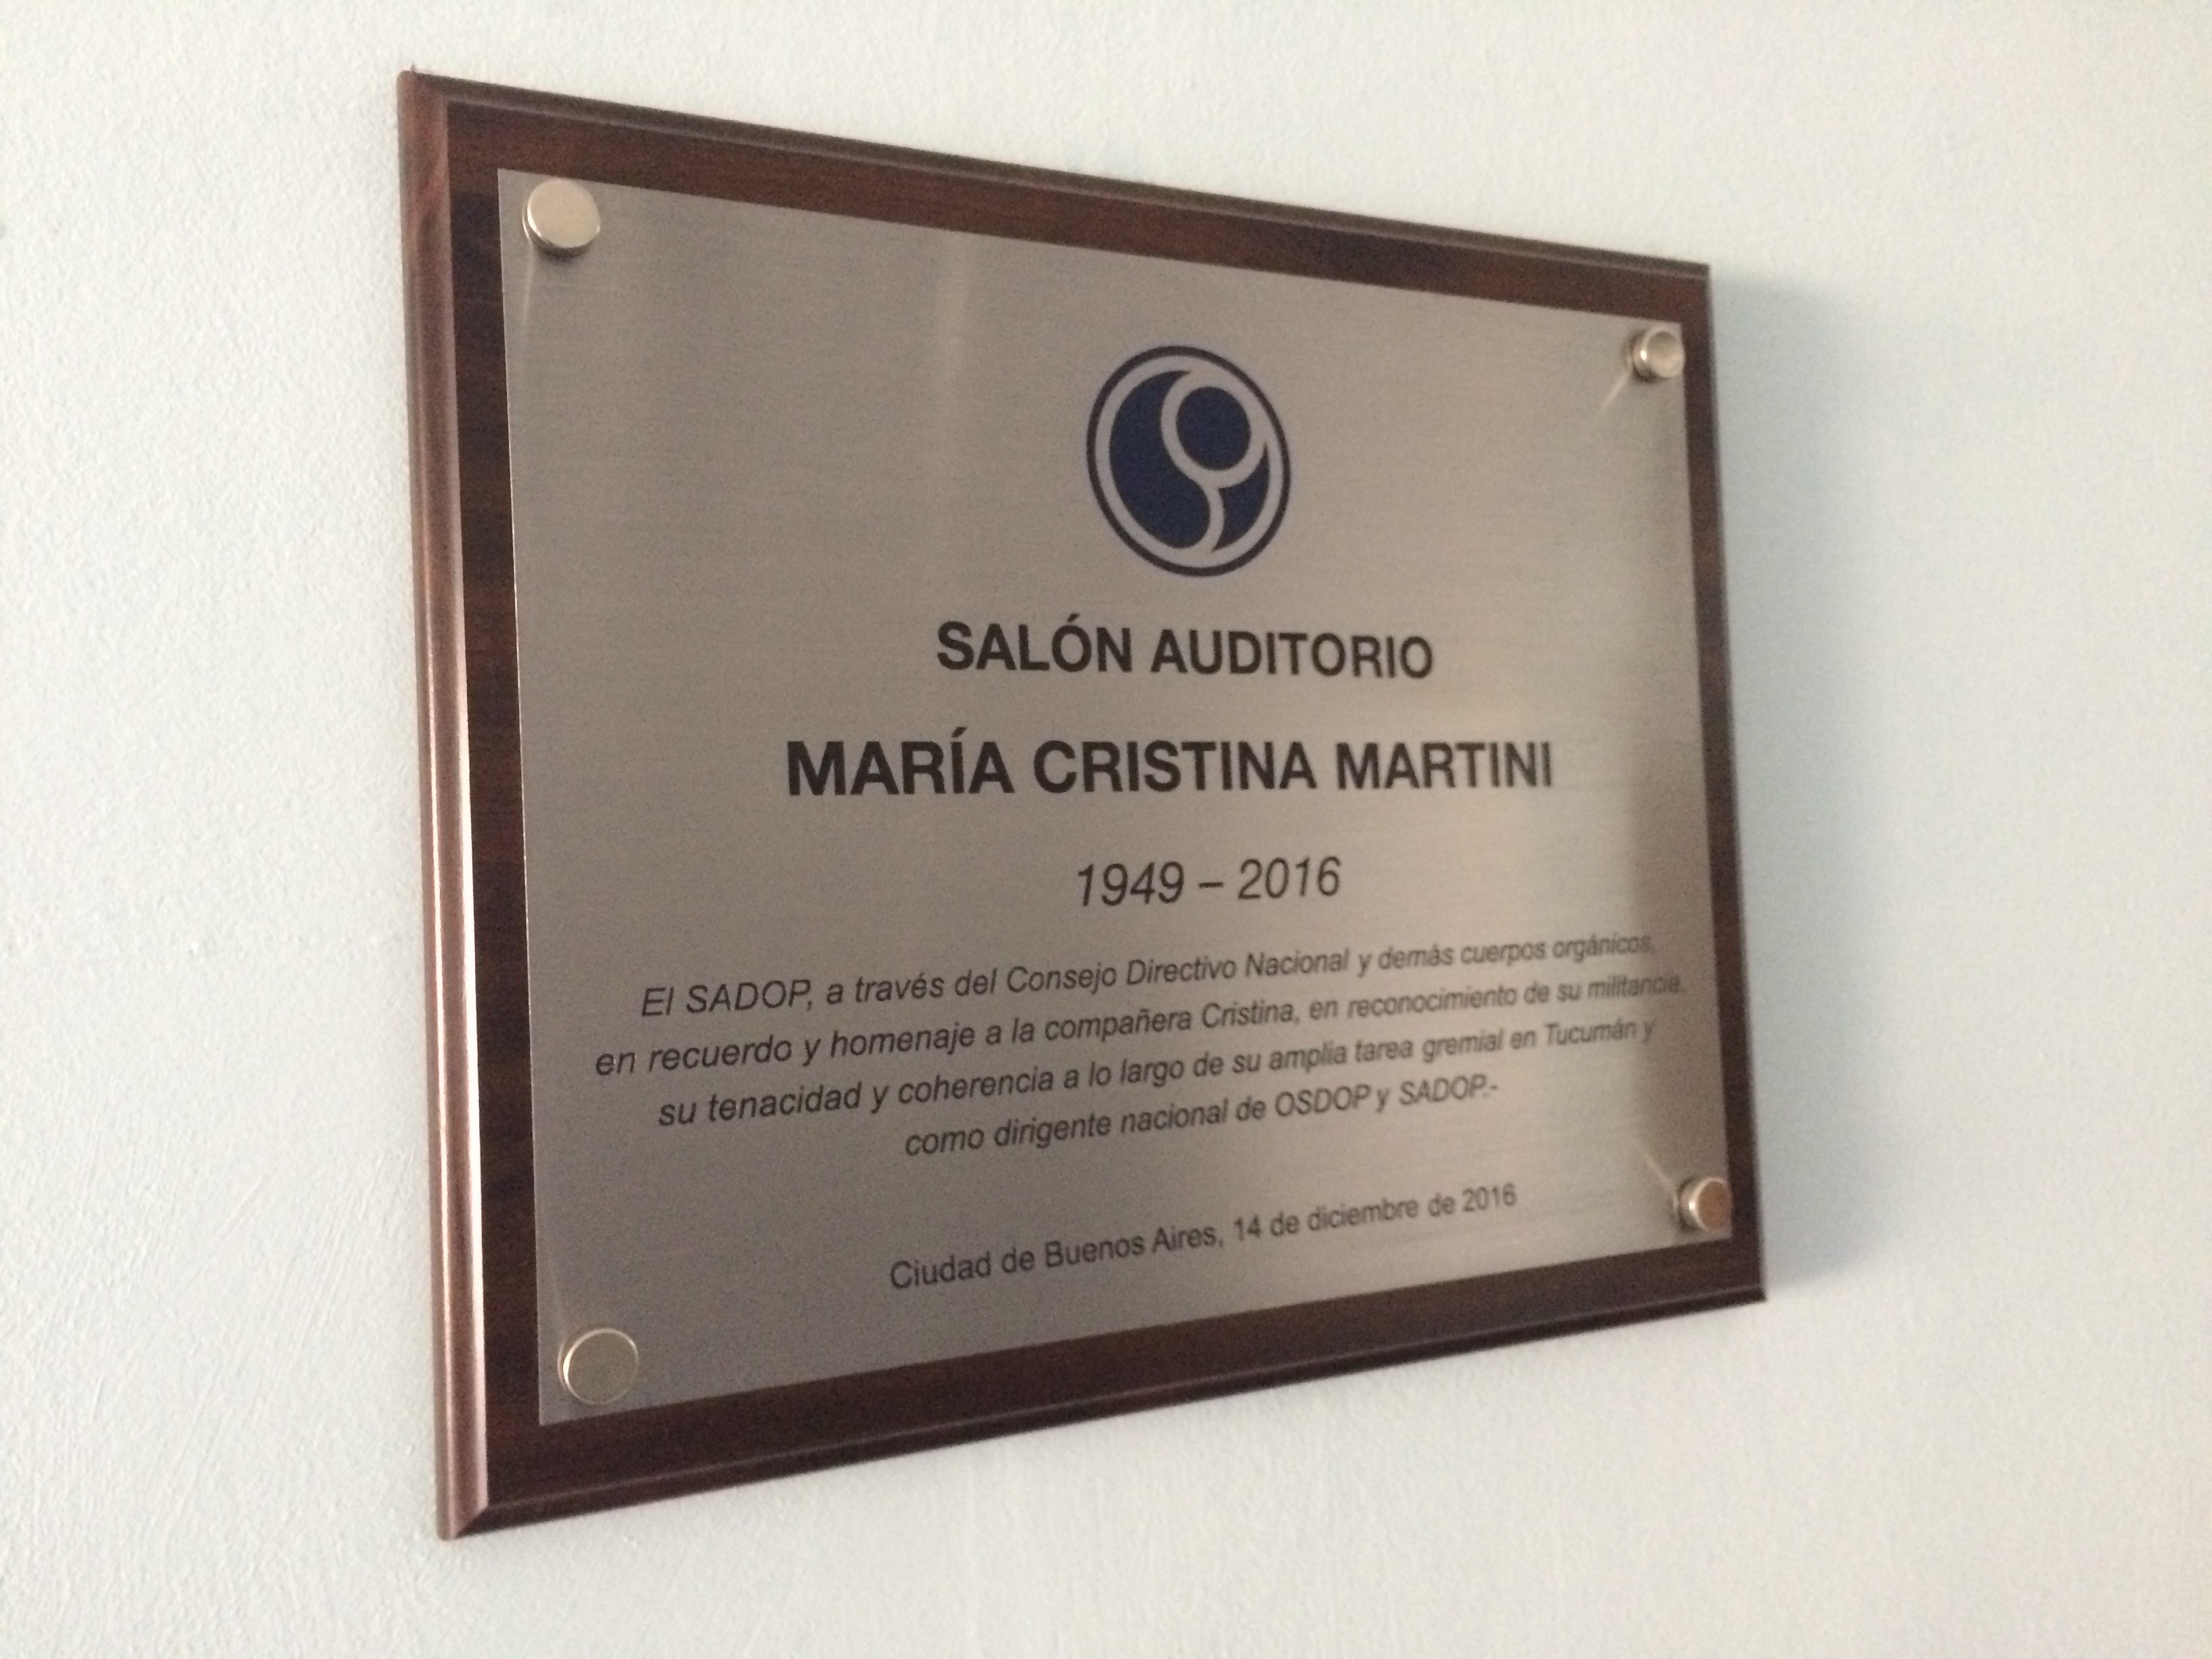 SALÓN AUDITORIO
MARÍA CRISTINA MARTINI
1949 – 2016
El SADOP, a través del Consejo Directivo Nacional y demás cuerpos orgánicos,
en recuerdo y homenaje a la compañera Cristina, en reconocimiento de su militancia,
su tenacidad y coherencia a lo largo de su amplia tarea gremial en Tucumán y
como dirigente nacional de OSDOP y SADOP.-
Ciudad de Buenos Aires, 14 de diciembre de 2016